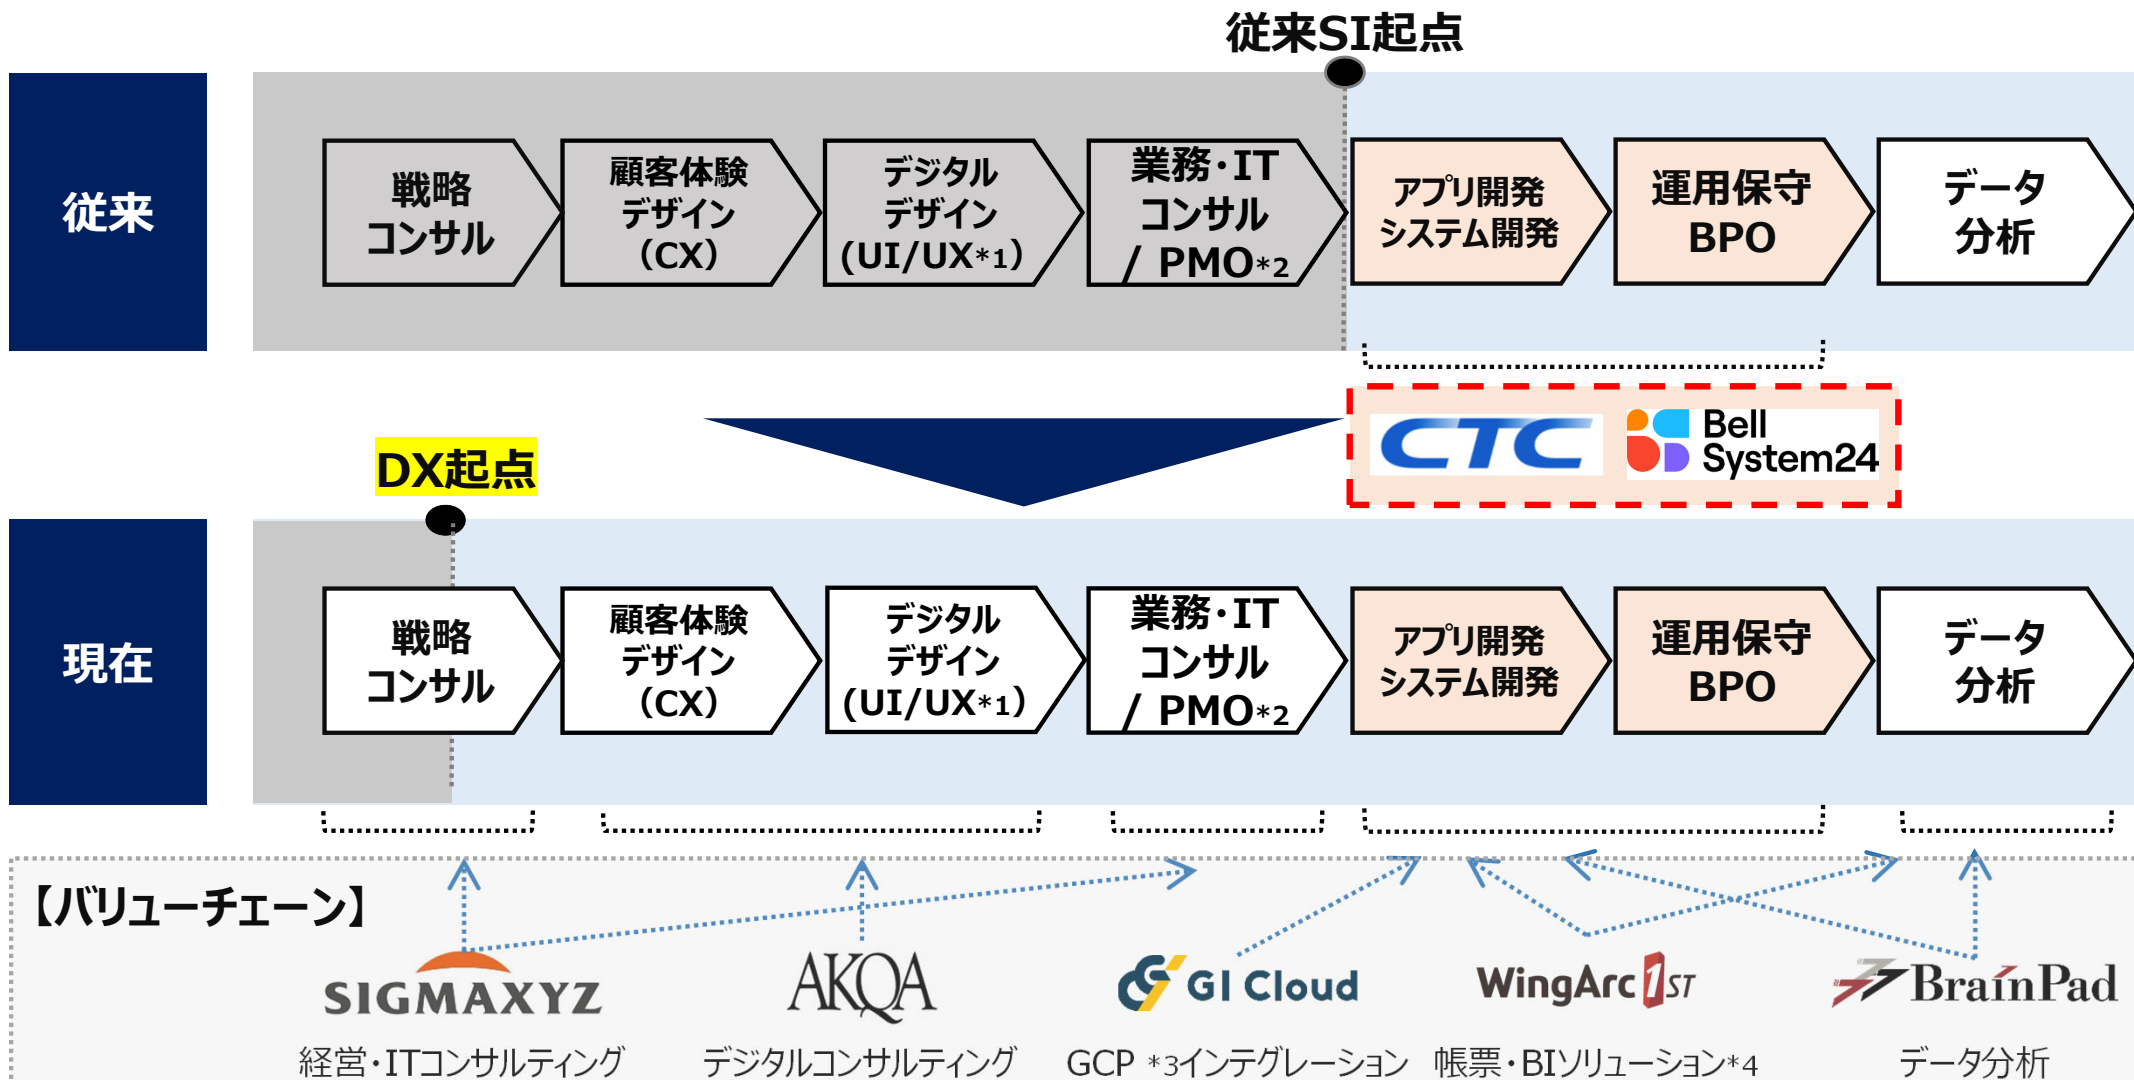 従来SI起点
従来
戦略
コンサル
顧客体験
デザイン
（CX）
デジタル
デザイン
(UI/UX*1)
業務・IT
コンサル
/ PMO*2
アプリ開発
システム開発
運用保守
BPO
データ
分析
CTC
Bell
System24
DX起点
現在
戦略
コンサル
顧客体験
デザイン
（CX）
デジタル
デザイン
(UI/UX*1)
業務・IT
コンサル
/ PMO*2
アプリ開発
システム開発
運用保守
BPO
データ
分析
【バリューチェーン】
SIGMAXYZ
AKQA
GI Cloud
WingArc1ST
BrainPad
経営・ITコンサルティング
デジタルコンサルティング
GCP *3インテグレーション
帳票・BIソリューション*4
データ分析